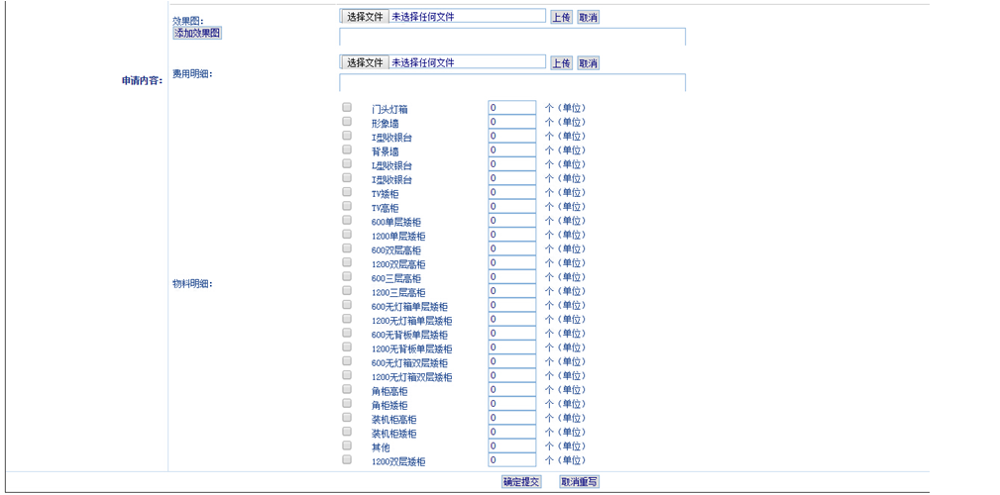 效果图:
添加效果图
选择文件 未选择任何文件 上传 取消
申请内容:
费用明细:
选择文件 未选择任何文件 上传 取消
物料明细:
门头灯箱 0 个（单位）
形象墙 0 个（单位）
I型收银台 0 个（单位）
背景墙 0 个（单位）
L型收银台 0 个（单位）
I型收银台 0 个（单位）
TV矮柜 0 个（单位）
TV高柜 0 个（单位）
600单层矮柜 0 个（单位）
1200单层矮柜 0 个（单位）
600双层高柜 0 个（单位）
1200双层高柜 0 个（单位）
600三层高柜 0 个（单位）
1200三层高柜 0 个（单位）
600无灯箱单层矮柜 0 个（单位）
1200无灯箱单层矮柜 0 个（单位）
600无背板单层矮柜 0 个（单位）
1200无背板单层矮柜 0 个（单位）
600无灯箱双层矮柜 0 个（单位）
1200无灯箱双层矮柜 0 个（单位）
角柜高柜 0 个（单位）
角柜矮柜 0 个（单位）
装机柜高柜 0 个（单位）
装机柜矮柜 0 个（单位）
其他 0 个（单位）
1200双层矮柜 0 个（单位）
确定提交 取消重写